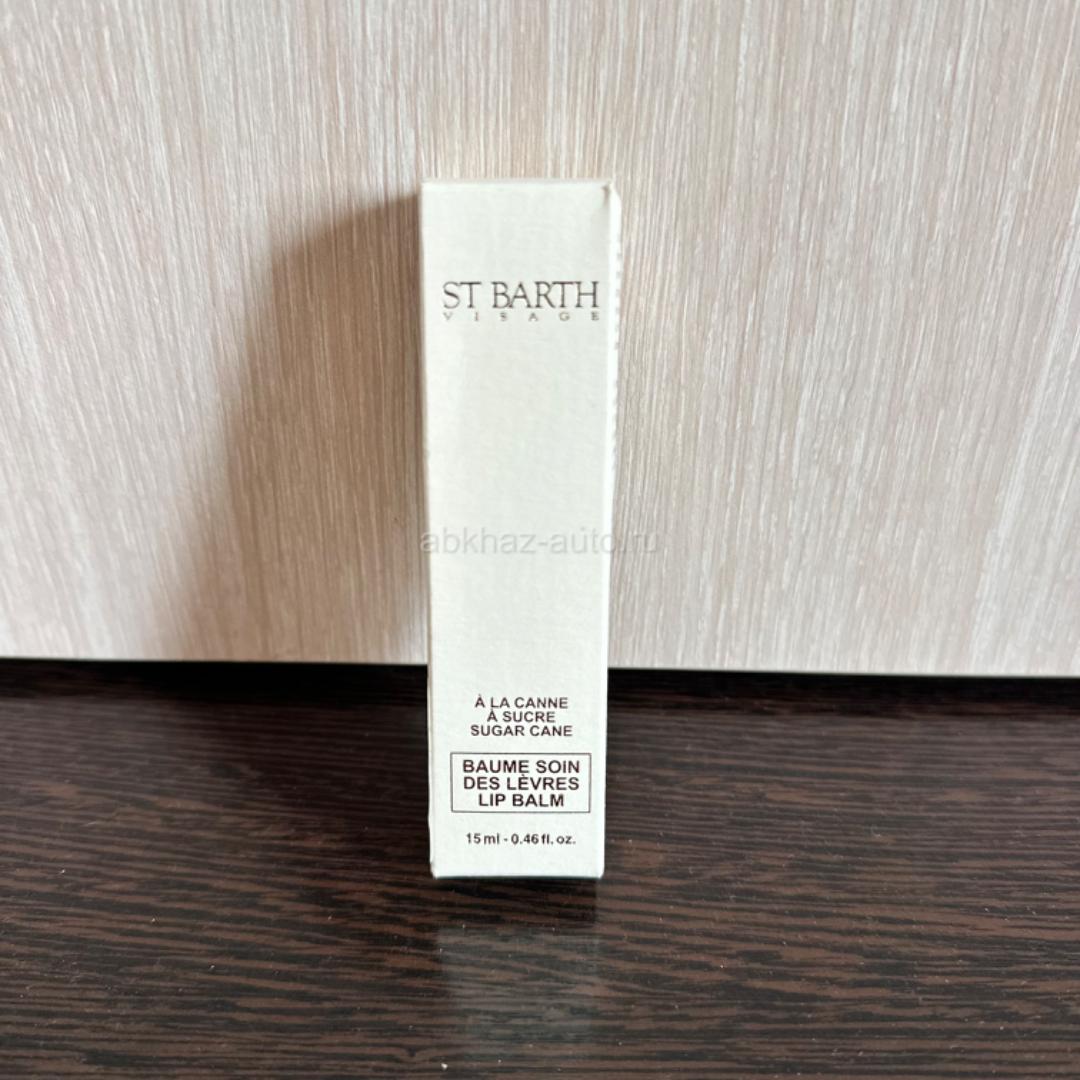 ST BARTH
VISAGE
abkhaz-auto.ru
À LA CANNE
À SUCRE
SUGAR CANE
BAUME SOIN
DES LÈVRES
LIP BALM
15 ml - 0.46 fl. oz.